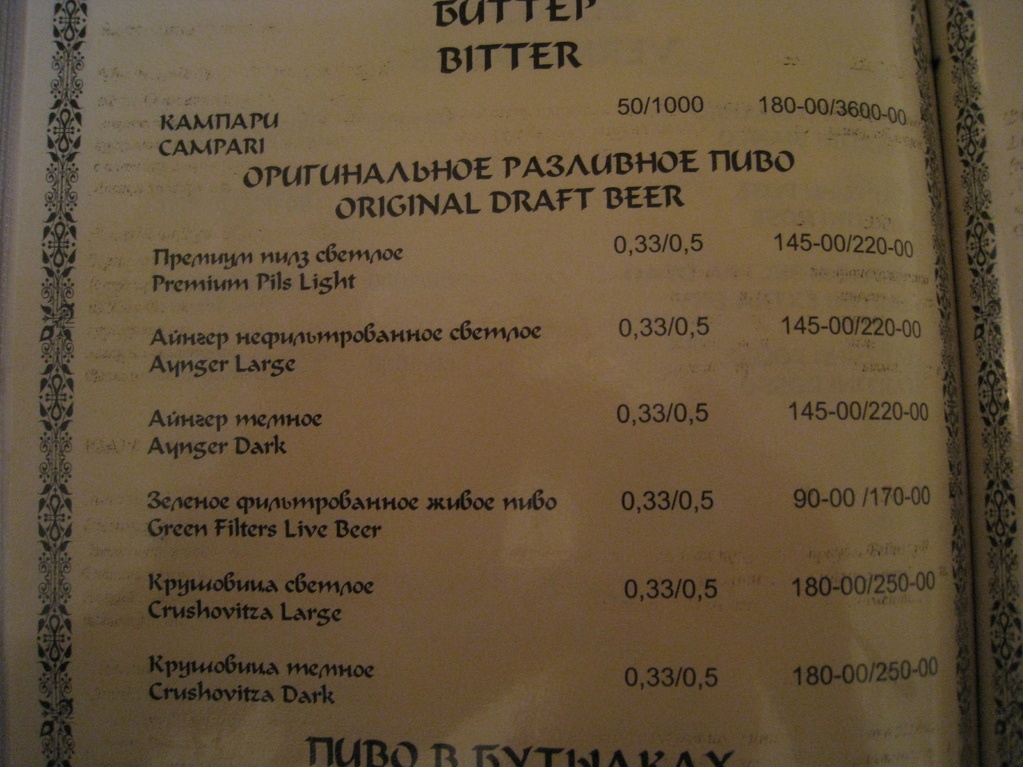 БИТТЕР
BITTER
КАМПАРИ 50/1000 180-00/3600-00
CAMPARI
ОРИГИНАЛЬНОЕ РАЗЛИВНОЕ ПИВО
ORIGINAL DRAFT BEER
Премиум пилз светлое 0,33/0,5 145-00/220-00
Premium Pils Light
Айнгер нефильтрованное светлое 0,33/0,5 145-00/220-00
Aynger Large
Айнгер темное 0,33/0,5 145-00/220-00
Aynger Dark
Зеленое фильтрованное живое пиво 0,33/0,5 90-00 /170-00
Green Filters Live Beer
Крушовица светлое 0,33/0,5 180-00/250-00
Crushovitza Large
Крушовица темное 0,33/0,5 180-00/250-00
Crushovitza Dark
ПИВО В БУТЫЛКАХ